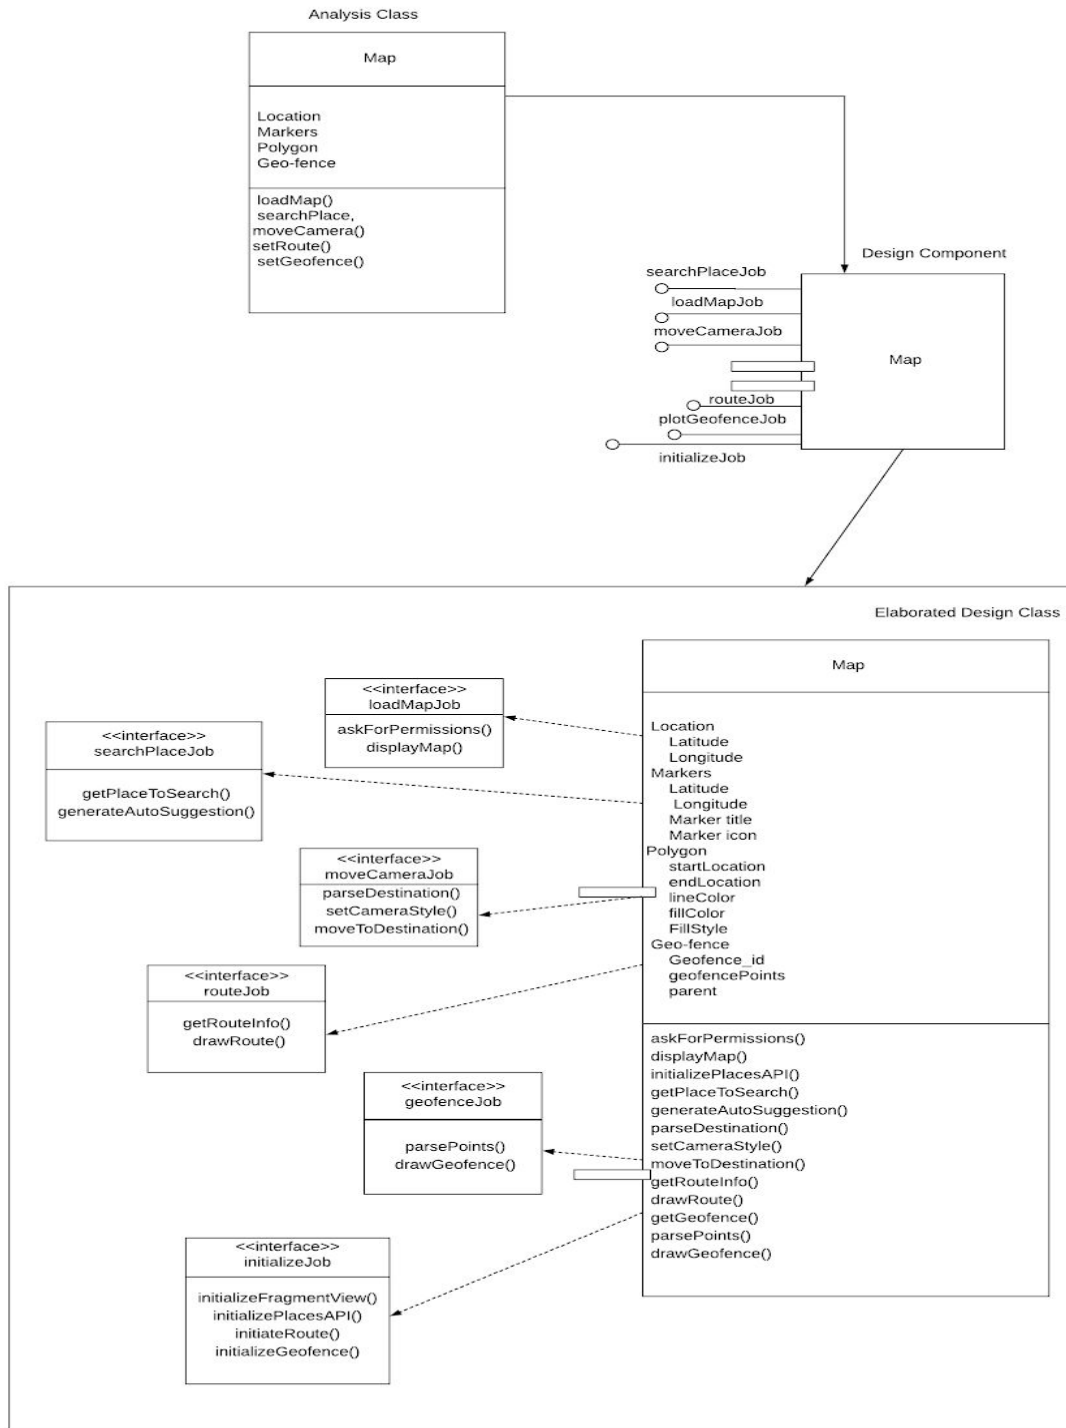 Analysis Class
Map
Location
Markers
Polygon
Geo-fence
loadMap()
searchPlace,
moveCamera()
setRoute()
setGeofence()
Design Component
searchPlaceJob
loadMapJob
moveCameraJob
Map
routeJob
plotGeofenceJob
initializeJob
Elaborated Design Class
Map
Location
Latitude
Longitude
Markers
Latitude
Longitude
Marker title
Marker icon
Polygon
startLocation
endLocation
lineColor
fillColor
FillStyle
Geo-fence
Geofence_id
geofencePoints
parent
askForPermissions()
displayMap()
initializePlacesAPI()
getPlaceToSearch()
generateAutoSuggestion()
parseDestination()
setCameraStyle()
moveToDestination()
getRouteInfo()
drawRoute()
getGeofence()
parsePoints()
drawGeofence()
<<interface>>
loadMapJob
askForPermissions()
displayMap()
<<interface>>
searchPlaceJob
getPlaceToSearch()
generateAutoSuggestion()
<<interface>>
moveCameraJob
parseDestination()
setCameraStyle()
moveToDestination()
<<interface>>
routeJob
getRouteInfo()
drawRoute()
<<interface>>
geofenceJob
parsePoints()
drawGeofence()
<<interface>>
initializeJob
initializeFragmentView()
initializePlacesAPI()
initiateRoute()
initializeGeofence()